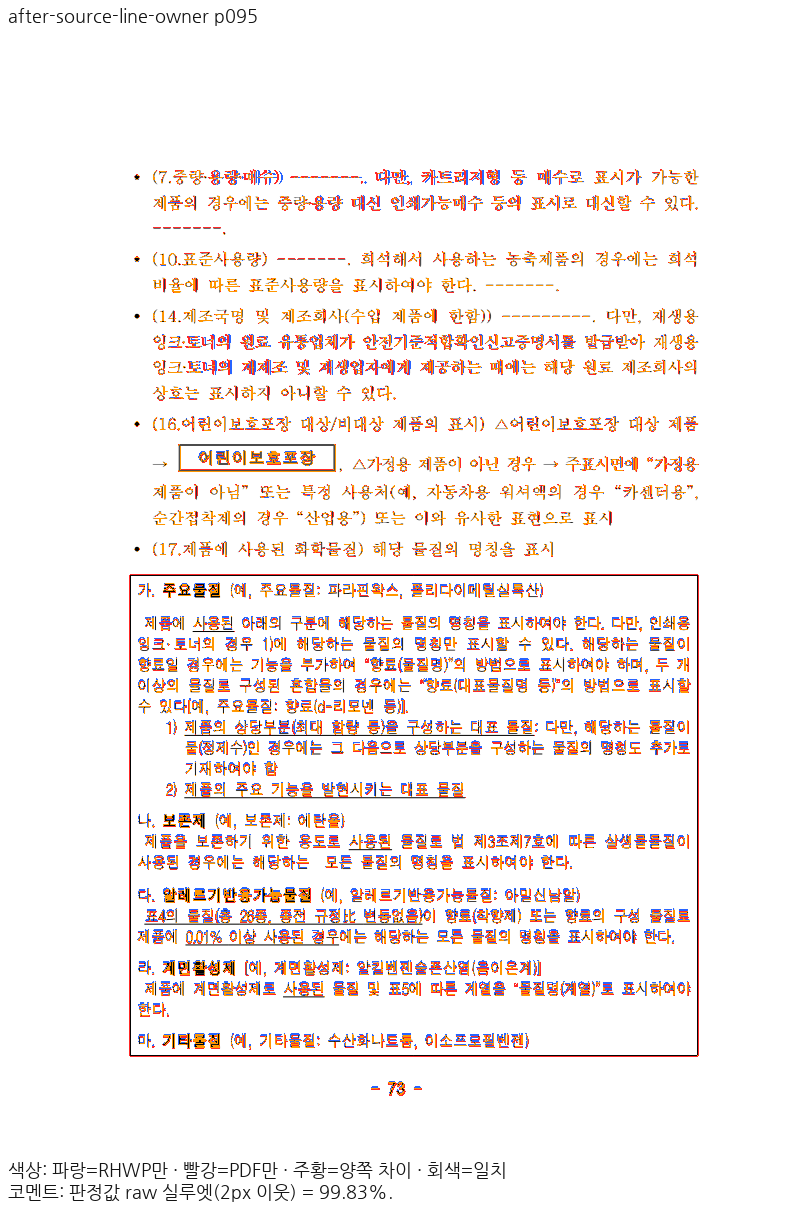 after-source-line-owner p095
• (7.중량·용량·매수)) -------.. 다만, 카트리지형 등 매수로 표시가 가능한
제품의 경우에는 중량·용량 대신 인쇄가능매수 등의 표시로 대신할 수 있다.
-------.
• (10.표준사용량) -------. 희석해서 사용하는 농축제품의 경우에는 희석
비율에 따른 표준사용량을 표시하여야 한다. -------.
• (14.제조국명 및 제조회사(수입 제품에 한함)) ---------. 다만, 재생용
잉크·토너의 원료 유통업체가 안전기준적합확인신고증명서를 발급받아 재생용
잉크·토너의 제제조 및 재생업자에게 제공하는 때에는 해당 원료 제조회사의
상호는 표시하지 아니할 수 있다.
• (16.어린이보호포장 대상/비대상 제품의 표시) △어린이보호포장 대상 제품
→ 어린이보호포장 , △가정용 제품이 아닌 경우 → 주표시면에 “가정용
제품이 아님” 또는 특정 사용처(예, 자동차용 워셔액의 경우 “카센터용”,
순간접착제의 경우 “산업용”) 또는 이와 유사한 표현으로 표시
• (17.제품에 사용된 화학물질) 해당 물질의 명칭을 표시
가. 주요물질 (예, 주요물질: 파라핀왁스, 폴리다이메틸실록산)
제품에 사용된 아래의 구분에 해당하는 물질의 명칭을 표시하여야 한다. 다만, 인쇄용
잉크·토너의 경우 1)에 해당하는 물질의 명칭만 표시할 수 있다. 해당하는 물질이
향료일 경우에는 기능을 부가하여 “향료(물질명)”의 방법으로 표시하여야 하며, 두 개
이상의 물질로 구성된 혼합물의 경우에는 “향료(대표물질명 등)”의 방법으로 표시할
수 있다[예, 주요물질: 향료(d-리모넨 등)].
1) 제품의 상당부분(최대 함량 등)을 구성하는 대표 물질: 다만, 해당하는 물질이
물(정제수)인 경우에는 그 다음으로 상당부분을 구성하는 물질의 명칭도 추가로
기재하여야 함
2) 제품의 주요 기능을 발현시키는 대표 물질
나. 보존제 (예, 보존제: 에탄올)
제품을 보존하기 위한 용도로 사용된 물질로 법 제3조제7호에 따른 살생물물질이
사용된 경우에는 해당하는 모든 물질의 명칭을 표시하여야 한다.
다. 알레르기반응가능물질 (예, 알레르기반응가능물질: 아밀신남알)
표4의 물질(총 26종, 종전 규정比 변동없음)이 향료(착향제) 또는 향료의 구성 물질로
제품에 0.01% 이상 사용된 경우에는 해당하는 모든 물질의 명칭을 표시하여야 한다.
라. 계면활성제 [예, 계면활성제: 알킬벤젠술폰산염(음이온계)]
제품에 계면활성제로 사용된 물질 및 표5에 따른 계열을 “물질명(계열)”로 표시하여야
한다.
마. 기타물질 (예, 기타물질: 수산화나트륨, 이소프로필벤젠)
- 73 -
색상: 파랑=RHWP만 · 빨강=PDF만 · 주황=양쪽 차이 · 회색=일치
코멘트: 판정값 raw 실루엣(2px 이웃) = 99.83%.